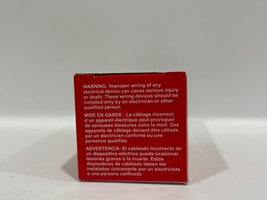 WARNING: Improper wiring of any
electrical device can cause serious injury
or death. These wiring devices should be
installed only by an electrician or other
qualified person.
MISE EN GARDE : Le câblage incorrect
d'un appareil électrique peut provoquer
de sérieuses blessures voir la mort. Ces
appareils de câblage doivent être utilisés
par un électricien confirmé ou une
personne qualifiée.
ADVERTENCIA: El cableado incorrecto de
un dispositivo eléctrico puede ocasionar
lesiones graves o la muerte. Estos
dispositivos de cableado deben ser
instalados únicamente por un electricista
o una persona calificada.